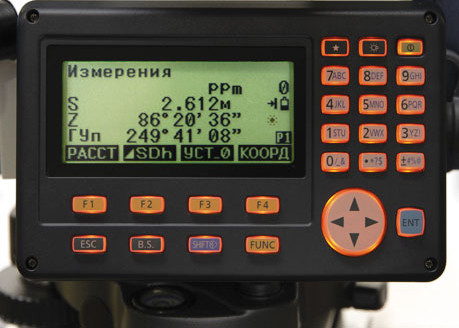 Измерения
PPm 0
S 2.612м
Z 86°20'36"
ГУп 249°41'08" P1
РАССТ ◢SDh УСТ_0 КООРД
★
7ABC 8DEF 9GHI
4JKL 5MNO 6PQR
1STU 2VWX 3YZ!
0/_& •*?$ ±#%@
F1 F2 F3 F4
ENT
ESC B.S. SHIFT FUNC